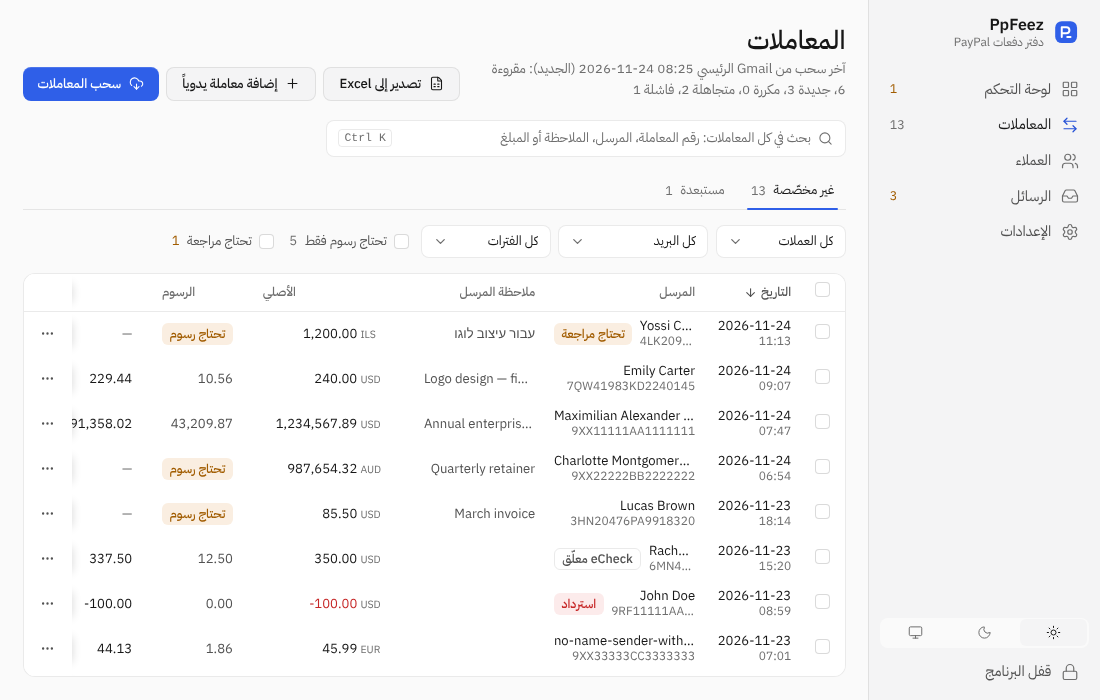 PpFeez
دفتر دفعات PayPal
لوحة التحكم 1
المعاملات 13
العملاء
الرسائل 3
الإعدادات
قفل البرنامج
المعاملات
آخر سحب من Gmail الرئيسي 2026-11-24 08:25 (الجديد): مقروءة
6، جديدة 3، مكررة 0، متجاهلة 2، فاشلة 1
تصدير إلى Excel
إضافة معاملة يدوياً
سحب المعاملات
بحث في كل المعاملات: رقم المعاملة، المرسل، الملاحظة أو المبلغ Ctrl K
غير مخصّصة 13 مستبعدة 1
كل العملات كل البريد كل الفترات تحتاج رسوم فقط 5 تحتاج مراجعة 1
التاريخ المرسل ملاحظة المرسل الأصلي الرسوم
2026-11-24 Yossi C... تحتاج مراجعة עבור עיצוב לוגו 1,200.00 ILS تحتاج رسوم —
11:13 4LK209...
2026-11-24 Emily Carter Logo design — fi... 240.00 USD 10.56 229.44
09:07 7QW41983KD2240145
2026-11-24 Maximilian Alexander ... Annual enterpris... 1,234,567.89 USD 43,209.87 91,358.02
07:47 9XX11111AA1111111
2026-11-24 Charlotte Montgomer... Quarterly retainer 987,654.32 AUD تحتاج رسوم —
06:54 9XX22222BB2222222
2026-11-23 Lucas Brown March invoice 85.50 USD تحتاج رسوم —
18:14 3HN20476PA9918320
2026-11-23 Rach... eCheck معلّق 350.00 USD 12.50 337.50
15:20 6MN4...
2026-11-23 John Doe استرداد -100.00 USD 0.00 -100.00
08:59 9RF11111AA...
2026-11-23 no-name-sender-with... 45.99 EUR 1.86 44.13
07:01 9XX33333CC3333333